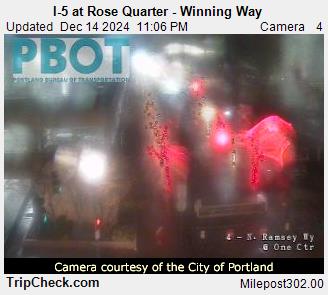 I-5 at Rose Quarter - Winning Way
Updated Dec 14 2024 11:06 PM Camera 4
PBOT
PORTLAND BUREAU OF TRANSPORTATION
4 - N. Ramsey Wy
@ One Ctr
Camera courtesy of the City of Portland
TripCheck.com Milepost302.00